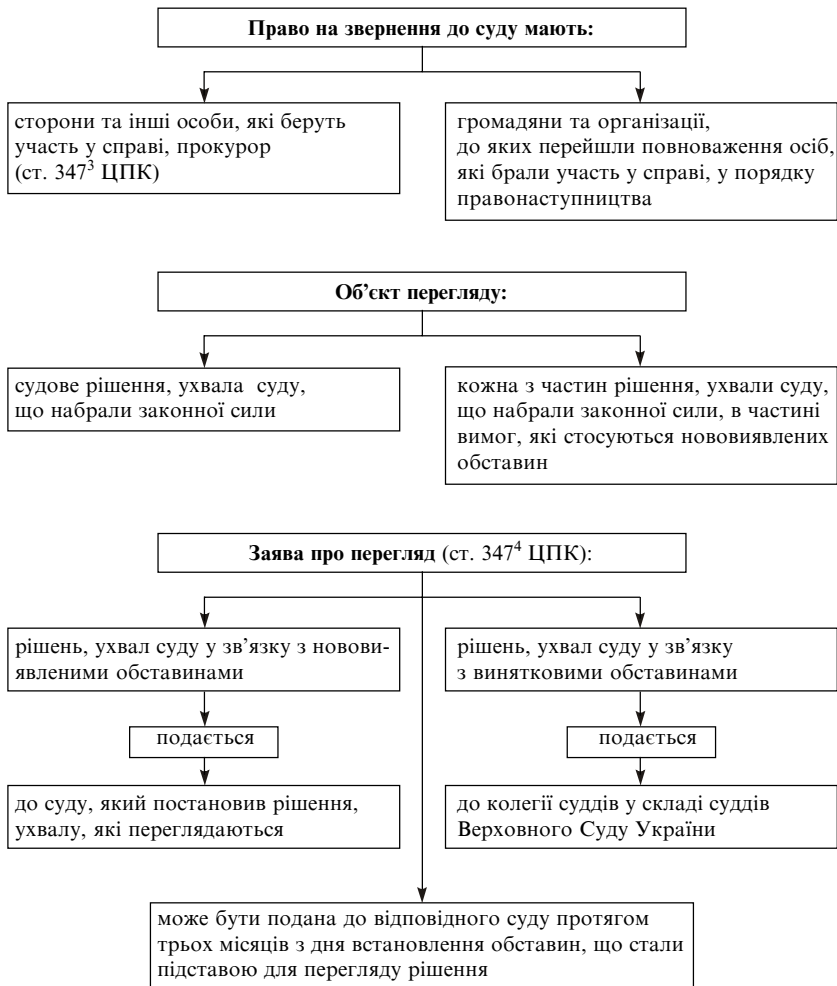 Право на звернення до суду мають:
сторони та інші особи, які беруть
участь у справі, прокурор
(ст. 347³ ЦПК)
громадяни та організації,
до яких перейшли повноваження осіб,
які брали участь у справі, у порядку
правонаступництва
Об’єкт перегляду:
судове рішення, ухвала суду,
що набрали законної сили
кожна з частин рішення, ухвали суду,
що набрали законної сили, в частині
вимог, які стосуються нововиявлених
обставин
Заява про перегляд (ст. 347⁴ ЦПК):
рішень, ухвал суду у зв’язку з нововиявленими обставинами
рішень, ухвал суду у зв’язку
з винятковими обставинами
подається
подається
до суду, який постановив рішення,
ухвалу, які переглядаються
до колегії суддів у складі суддів
Верховного Суду України
може бути подана до відповідного суду протягом
трьох місяців з дня встановлення обставин, що стали
підставою для перегляду рішення